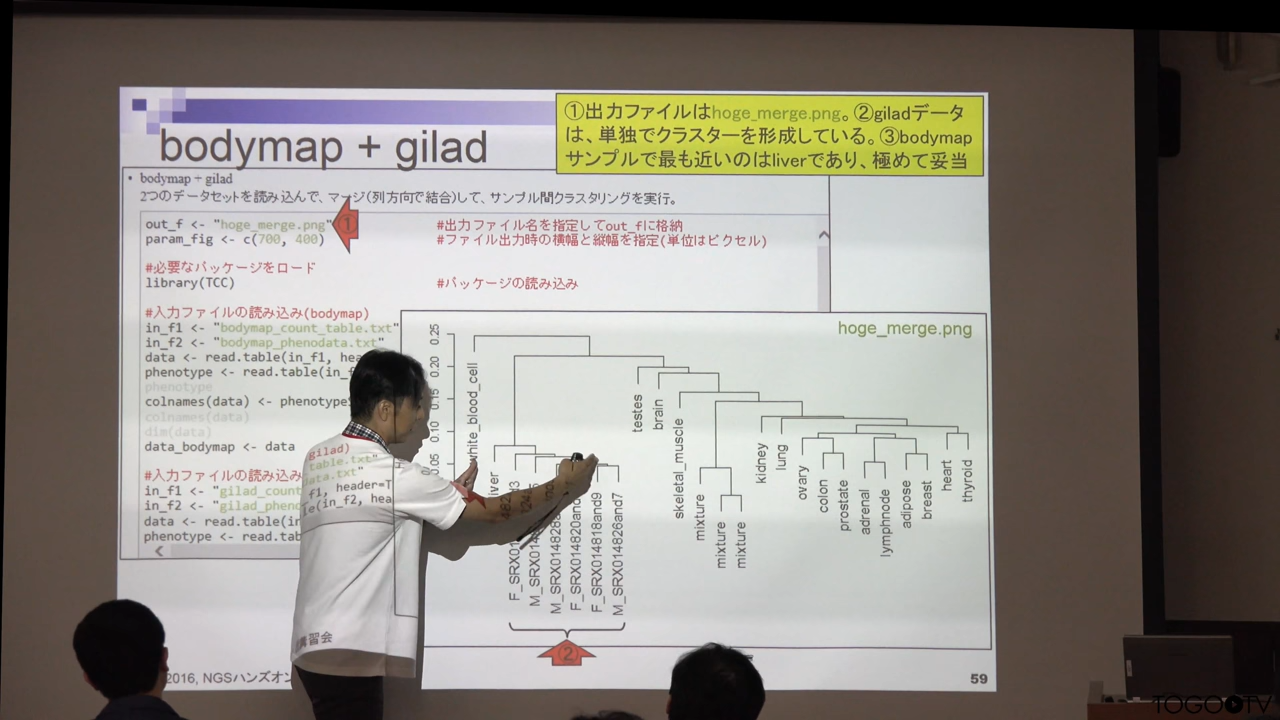 bodymap + gilad
①出力ファイルはhoge_merge.png。②giladデータ
は、単独でクラスターを形成している。③bodymap
サンプルで最も近いのはliverであり、極めて妥当
• bodymap + gilad
2つのデータセットを読み込んで、マージ(列方向で結合)して、サンプル間クラスタリングを実行。
out_f <- "hoge_merge.png" #出力ファイル名を指定してout_fに格納
①
param_fig <- c(700, 400) #ファイル出力時の横幅と縦幅を指定(単位はピクセル)
#必要なパッケージをロード
library(TCC) #パッケージの読み込み
#入力ファイルの読み込み(bodymap)
in_f1 <- "bodymap_count_table.txt"
in_f2 <- "bodymap_phenodata.txt"
data <- read.table(in_f1, hea
phenotype <- read.table(in_f
phenotype
colnames(data) <- phenotype
colnames(data)
dim(data)
data_bodymap <- data
#入力ファイルの読み込み
gilad)
in_f1 <- "gilad_count
table.txt"
in_f2 <- "gilad_pheno
data.txt"
data <- read.table(in
f1, header=T
phenotype <- read.tab
le(in_f2, hea
hoge_merge.png
0.25
0.20
0.15
0.10
0.05
white_blood_cell
liver
F_SRX014
M_SRX014
M_SRX014828
F_SRX014820and
F_SRX014818and9
M_SRX014826and7
testes
brain
skeletal_muscle
mixture
mixture
mixture
kidney
lung
ovary
colon
prostate
adrenal
lymphnode
adipose
breast
heart
thyroid
②
講習会
2016, NGSハンズオン
59
TOGOTV